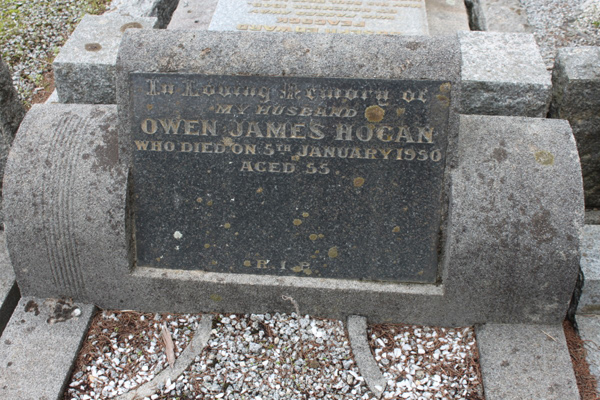 In Loving Memory of
MY HUSBAND
OWEN JAMES HOGAN
WHO DIED ON 5TH JANUARY 1950
AGED 55.
R.I.P.